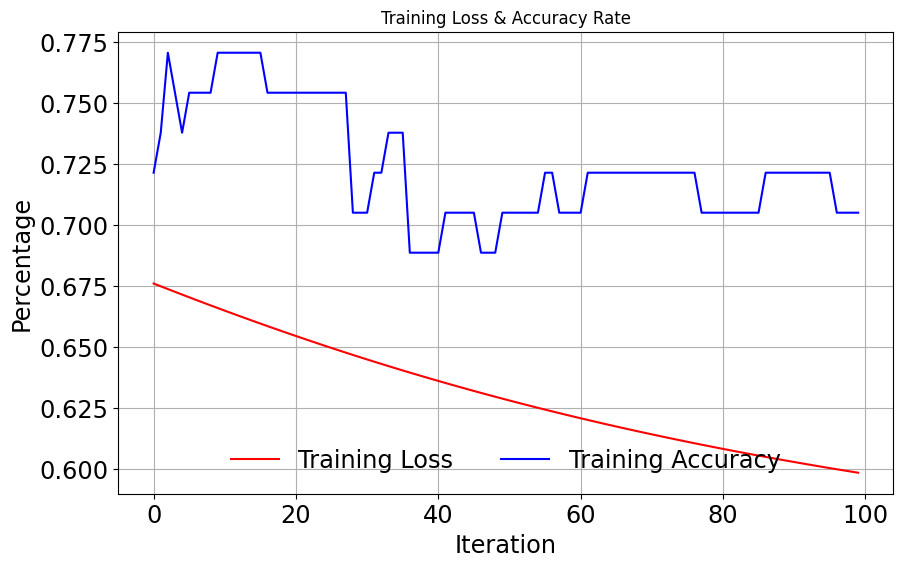 Training Loss & Accuracy Rate
0.775
0.750
0.725
0.700
0.675
0.650
0.625
0.600
Percentage
Training Loss
Training Accuracy
0 20 40 60 80 100
Iteration